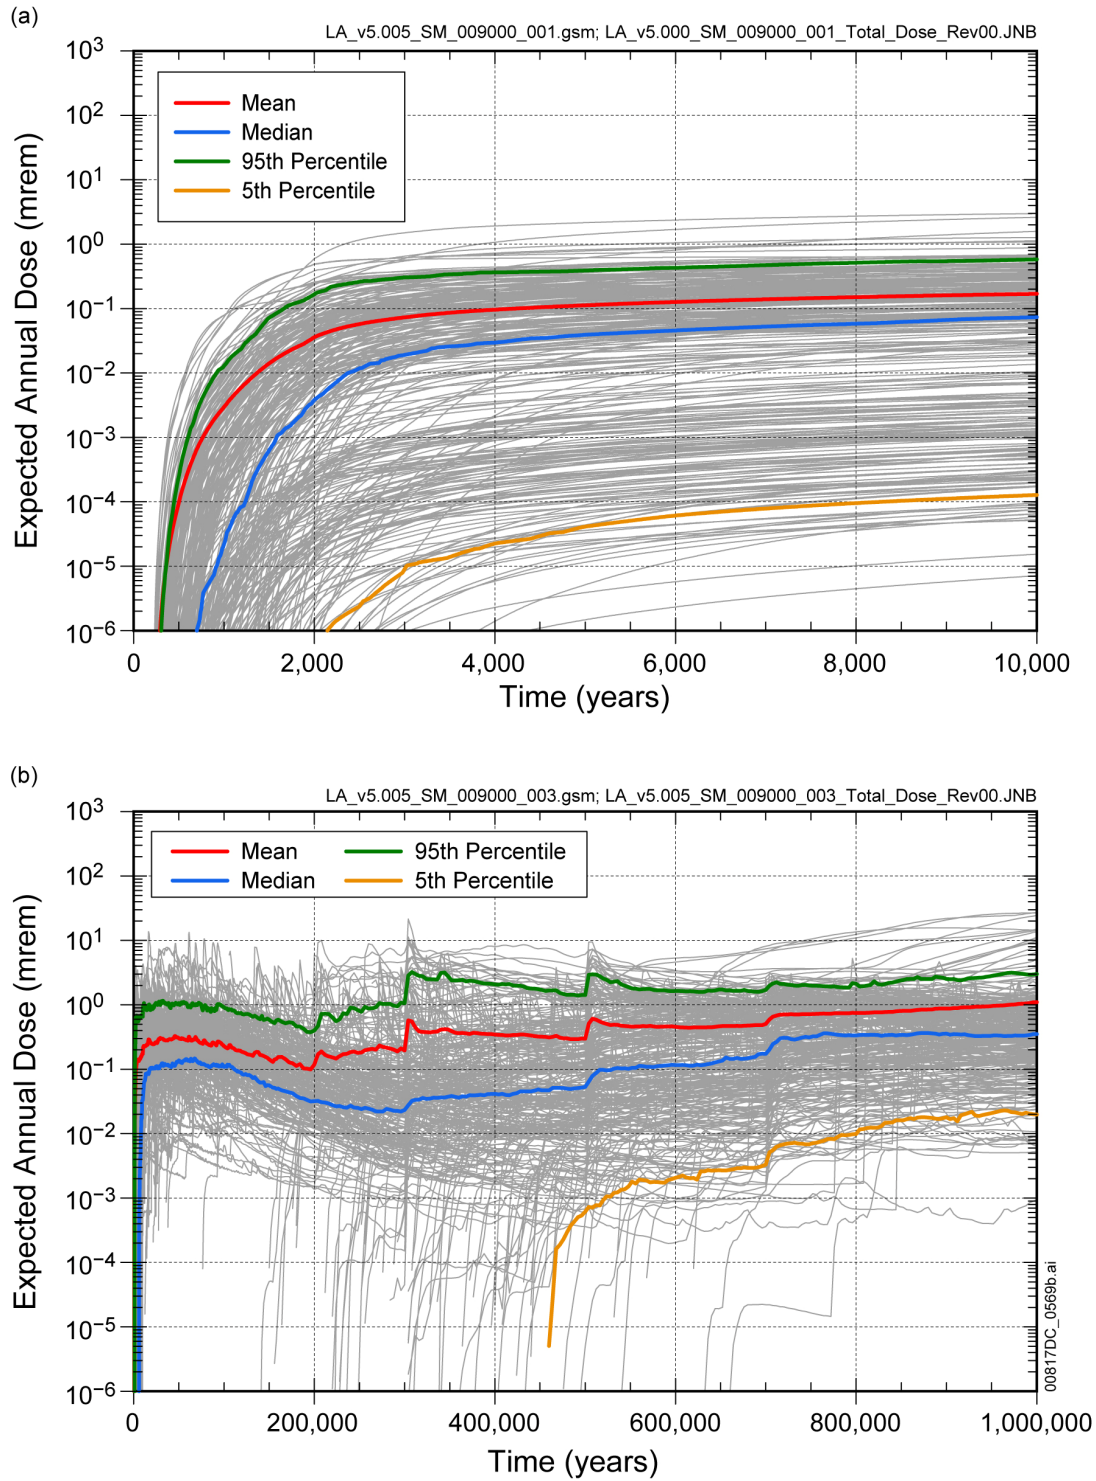 (a)
LA_v5.005_SM_009000_001.gsm; LA_v5.000_SM_009000_001_Total_Dose_Rev00.JNB
10³
10²
10¹
10⁰
10⁻¹
10⁻²
10⁻³
10⁻⁴
10⁻⁵
10⁻⁶
Expected Annual Dose (mrem)
Mean
Median
95th Percentile
5th Percentile
0 2,000 4,000 6,000 8,000 10,000
Time (years)
(b)
LA_v5.005_SM_009000_003.gsm; LA_v5.005_SM_009000_003_Total_Dose_Rev00.JNB
10³
10²
10¹
10⁰
10⁻¹
10⁻²
10⁻³
10⁻⁴
10⁻⁵
10⁻⁶
Expected Annual Dose (mrem)
Mean 95th Percentile
Median 5th Percentile
0 200,000 400,000 600,000 800,000 1,000,000
Time (years)
00817DC_0569b.ai